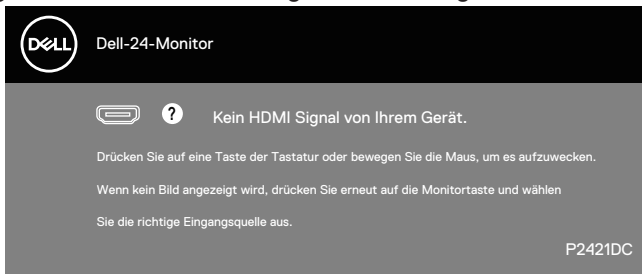 DELL
Dell-24-Monitor
? Kein HDMI Signal von Ihrem Gerät.
Drücken Sie auf eine Taste der Tastatur oder bewegen Sie die Maus, um es aufzuwecken.
Wenn kein Bild angezeigt wird, drücken Sie erneut auf die Monitortaste und wählen
Sie die richtige Eingangsquelle aus.
P2421DC